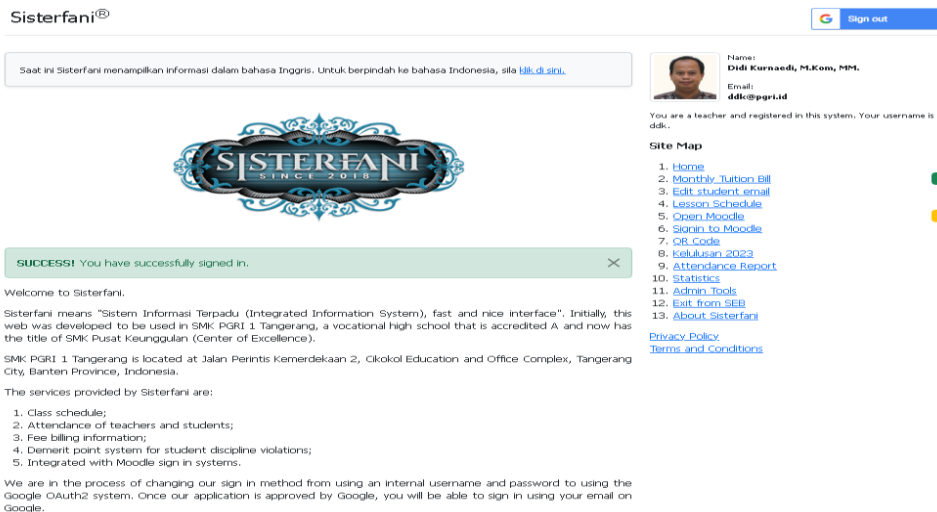 Sisterfani®
Sign out
Saat ini Sisterfani menampilkan informasi dalam bahasa Inggris. Untuk berpindah ke bahasa Indonesia, sila klik di sini.
SISTERFANI
SINCE 2018
SUCCESS! You have successfully signed in.
Welcome to Sisterfani.
Sisterfani means "Sistem Informasi Terpadu (Integrated Information System), fast and nice interface". Initially, this
web was developed to be used in SMK PGRI 1 Tangerang, a vocational high school that is accredited A and now has
the title of SMK Pusat Keunggulan (Center of Excellence).
SMK PGRI 1 Tangerang is located at Jalan Perintis Kemerdekaan 2, Cikokol Education and Office Complex, Tangerang
City, Banten Province, Indonesia.
The services provided by Sisterfani are:
1. Class schedule;
2. Attendance of teachers and students;
3. Fee billing information;
4. Demerit point system for student discipline violations;
5. Integrated with Moodle sign in systems.
We are in the process of changing our sign in method from using an internal username and password to using the
Google OAuth2 system. Once our application is approved by Google, you will be able to sign in using your email on
Google.
Name:
Didi Kurnaedi, M.Kom, MM.
Email:
ddk@pgri.id
You are a teacher and registered in this system. Your username is
ddk.
Site Map
1. Home
2. Monthly Tuition Bill
3. Edit student email
4. Lesson Schedule
5. Open Moodle
6. Signin to Moodle
7. QR Code
8. Kelulusan 2023
9. Attendance Report
10. Statistics
11. Admin Tools
12. Exit from SEB
13. About Sisterfani
Privacy Policy
Terms and Conditions